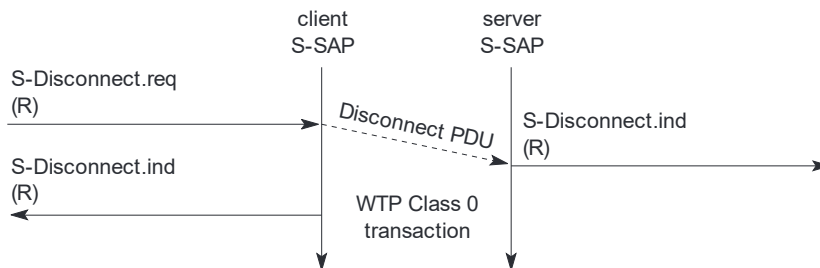 client
S-SAP
server
S-SAP
S-Disconnect.req
(R)
Disconnect PDU
S-Disconnect.ind
(R)
S-Disconnect.ind
(R)
WTP Class 0
transaction